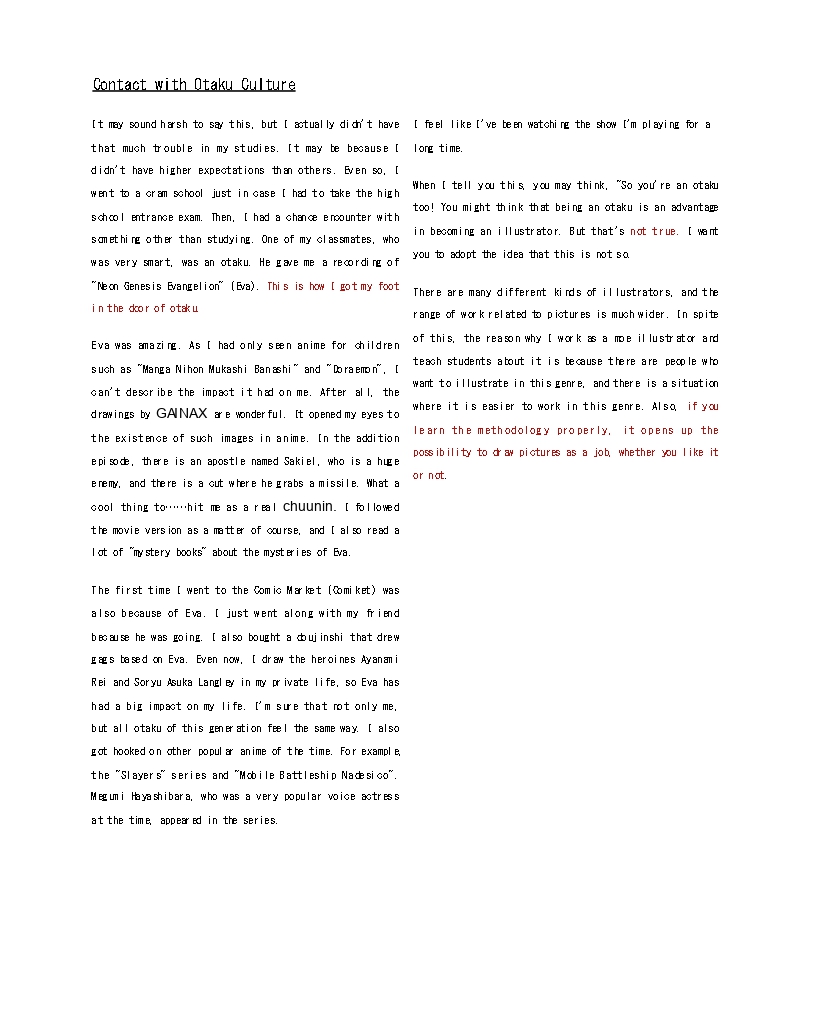 Contact with Otaku Culture
It may sound harsh to say this, but I actually didn't have
that much trouble in my studies. It may be because I
didn't have higher expectations than others. Even so, I
went to a cram school just in case I had to take the high
school entrance exam. Then, I had a chance encounter with
something other than studying. One of my classmates, who
was very smart, was an otaku. He gave me a recording of
"Neon Genesis Evangelion" (Eva). This is how I got my foot
in the door of otaku.
Eva was amazing. As I had only seen anime for children
such as "Manga Nihon Mukashi Banashi" and "Doraemon", I
can't describe the impact it had on me. After all, the
drawings by GAINAX are wonderful. It opened my eyes to
the existence of such images in anime. In the addition
episode, there is an apostle named Sakiel, who is a huge
enemy, and there is a cut where he grabs a missile. What a
cool thing to……hit me as a real chuunin. I followed
the movie version as a matter of course, and I also read a
lot of "mystery books" about the mysteries of Eva.
The first time I went to the Comic Market (Comiket) was
also because of Eva. I just went along with my friend
because he was going. I also bought a doujinshi that drew
gags based on Eva. Even now, I draw the heroines Ayanami
Rei and Soryu Asuka Langley in my private life, so Eva has
had a big impact on my life. I'm sure that not only me,
but all otaku of this generation feel the same way. I also
got hooked on other popular anime of the time. For example,
the "Slayers" series and "Mobile Battleship Nadesico".
Megumi Hayashibara, who was a very popular voice actress
at the time, appeared in the series.
I feel like I've been watching the show I'm playing for a
long time.
When I tell you this, you may think, "So you're an otaku
too! You might think that being an otaku is an advantage
in becoming an illustrator. But that's not true. I want
you to adopt the idea that this is not so.
There are many different kinds of illustrators, and the
range of work related to pictures is much wider. In spite
of this, the reason why I work as a moe illustrator and
teach students about it is because there are people who
want to illustrate in this genre, and there is a situation
where it is easier to work in this genre. Also, if you
learn the methodology properly, it opens up the
possibility to draw pictures as a job, whether you like it
or not.